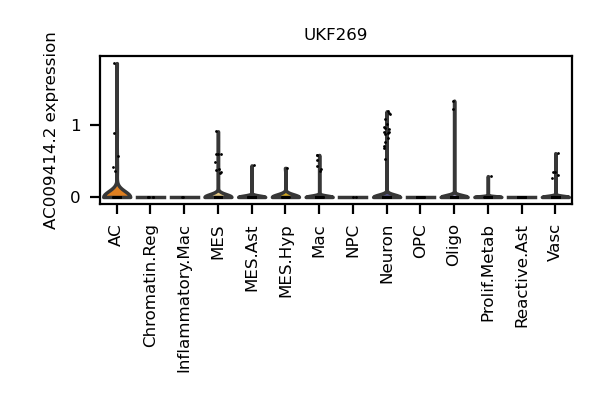 UKF269
AC009414.2 expression
1
0
AC
Chromatin.Reg
Inflammatory.Mac
MES
MES.Ast
MES.Hyp
Mac
NPC
Neuron
OPC
Oligo
Prolif.Metab
Reactive.Ast
Vasc